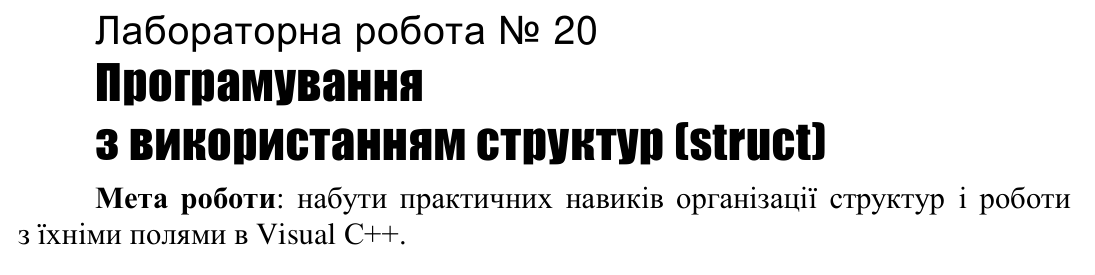 Лабораторна робота № 20
Програмування
з використанням структур (struct)
Мета роботи: набути практичних навиків організації структур і роботи
з їхніми полями в Visual C++.